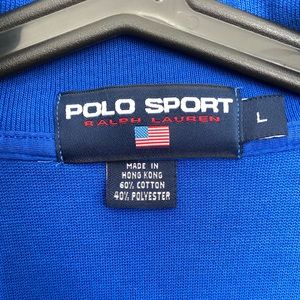 POLO SPORT
RALPH LAUREN
L
MADE IN
HONG KONG
60% COTTON
40% POLYESTER